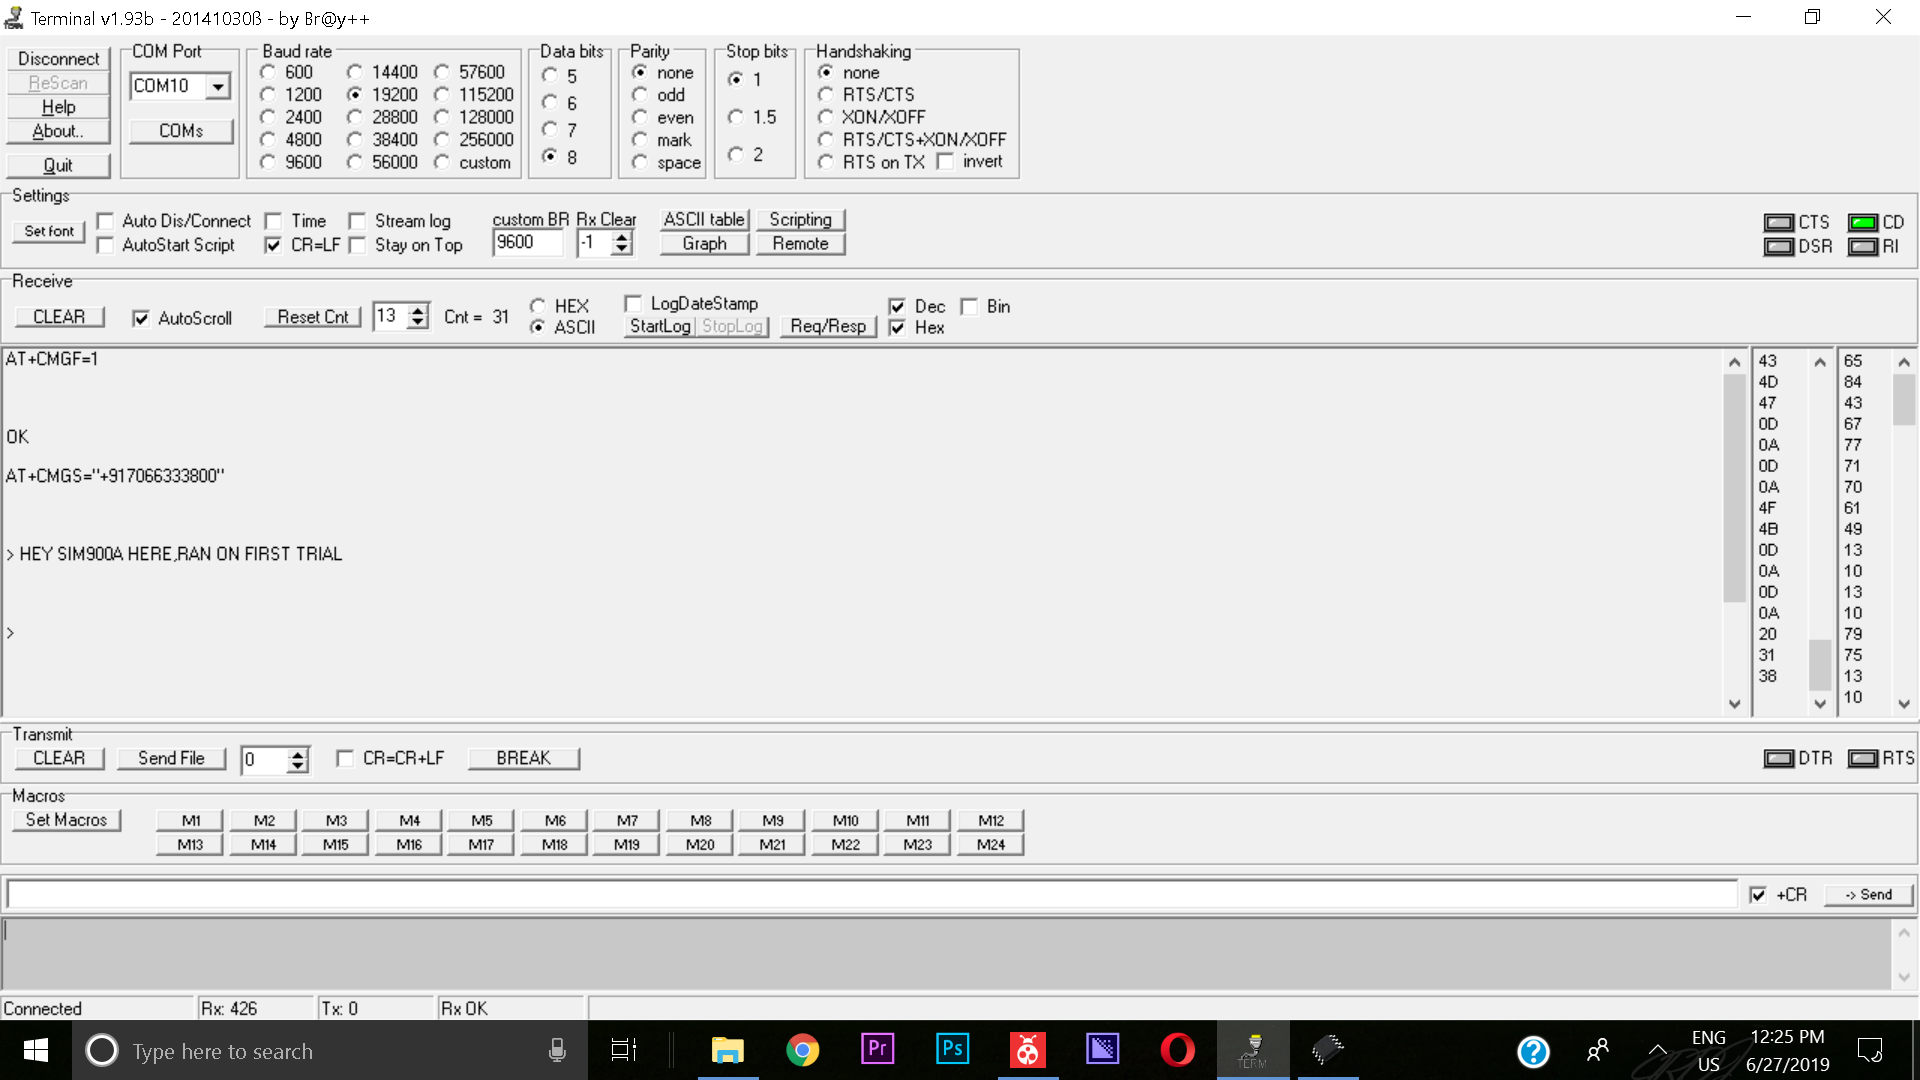 Terminal v1.93b - 20141030ß - by Br@y++
Disconnect
ReScan
Help
About..
Quit
COM Port
COM10
COMs
Baud rate
600 14400 57600
1200 19200 115200
2400 28800 128000
4800 38400 256000
9600 56000 custom
Data bits
5
6
7
8
Parity
none
odd
even
mark
space
Stop bits
1
1.5
2
Handshaking
none
RTS/CTS
XON/XOFF
RTS/CTS+XON/XOFF
RTS on TX invert
Settings
Set font
Auto Dis/Connect Time Stream log
AutoStart Script CR=LF Stay on Top
custom BR Rx Clear
9600 -1
ASCII table Scripting
Graph Remote
CTS CD
DSR RI
Receive
CLEAR AutoScroll Reset Cnt 13 Cnt = 31
HEX
ASCII
LogDateStamp
StartLog StopLog Req/Resp
Dec Bin
Hex
AT+CMGF=1
OK
AT+CMGS="+917066333800"
> HEY SIM900A HERE,RAN ON FIRST TRIAL
>
43
4D
47
0D
0A
0D
0A
4F
4B
0D
0A
0D
0A
20
31
38
65
84
43
67
77
71
70
61
49
13
10
13
10
79
75
13
10
Transmit
CLEAR Send File 0 CR=CR+LF BREAK DTR RTS
Macros
Set Macros
M1 M2 M3 M4 M5 M6 M7 M8 M9 M10 M11 M12
M13 M14 M15 M16 M17 M18 M19 M20 M21 M22 M23 M24
+CR -> Send
Connected Rx: 426 Tx: 0 Rx OK
Type here to search
Pr
Ps
TERM
ENG
US
12:25 PM
6/27/2019